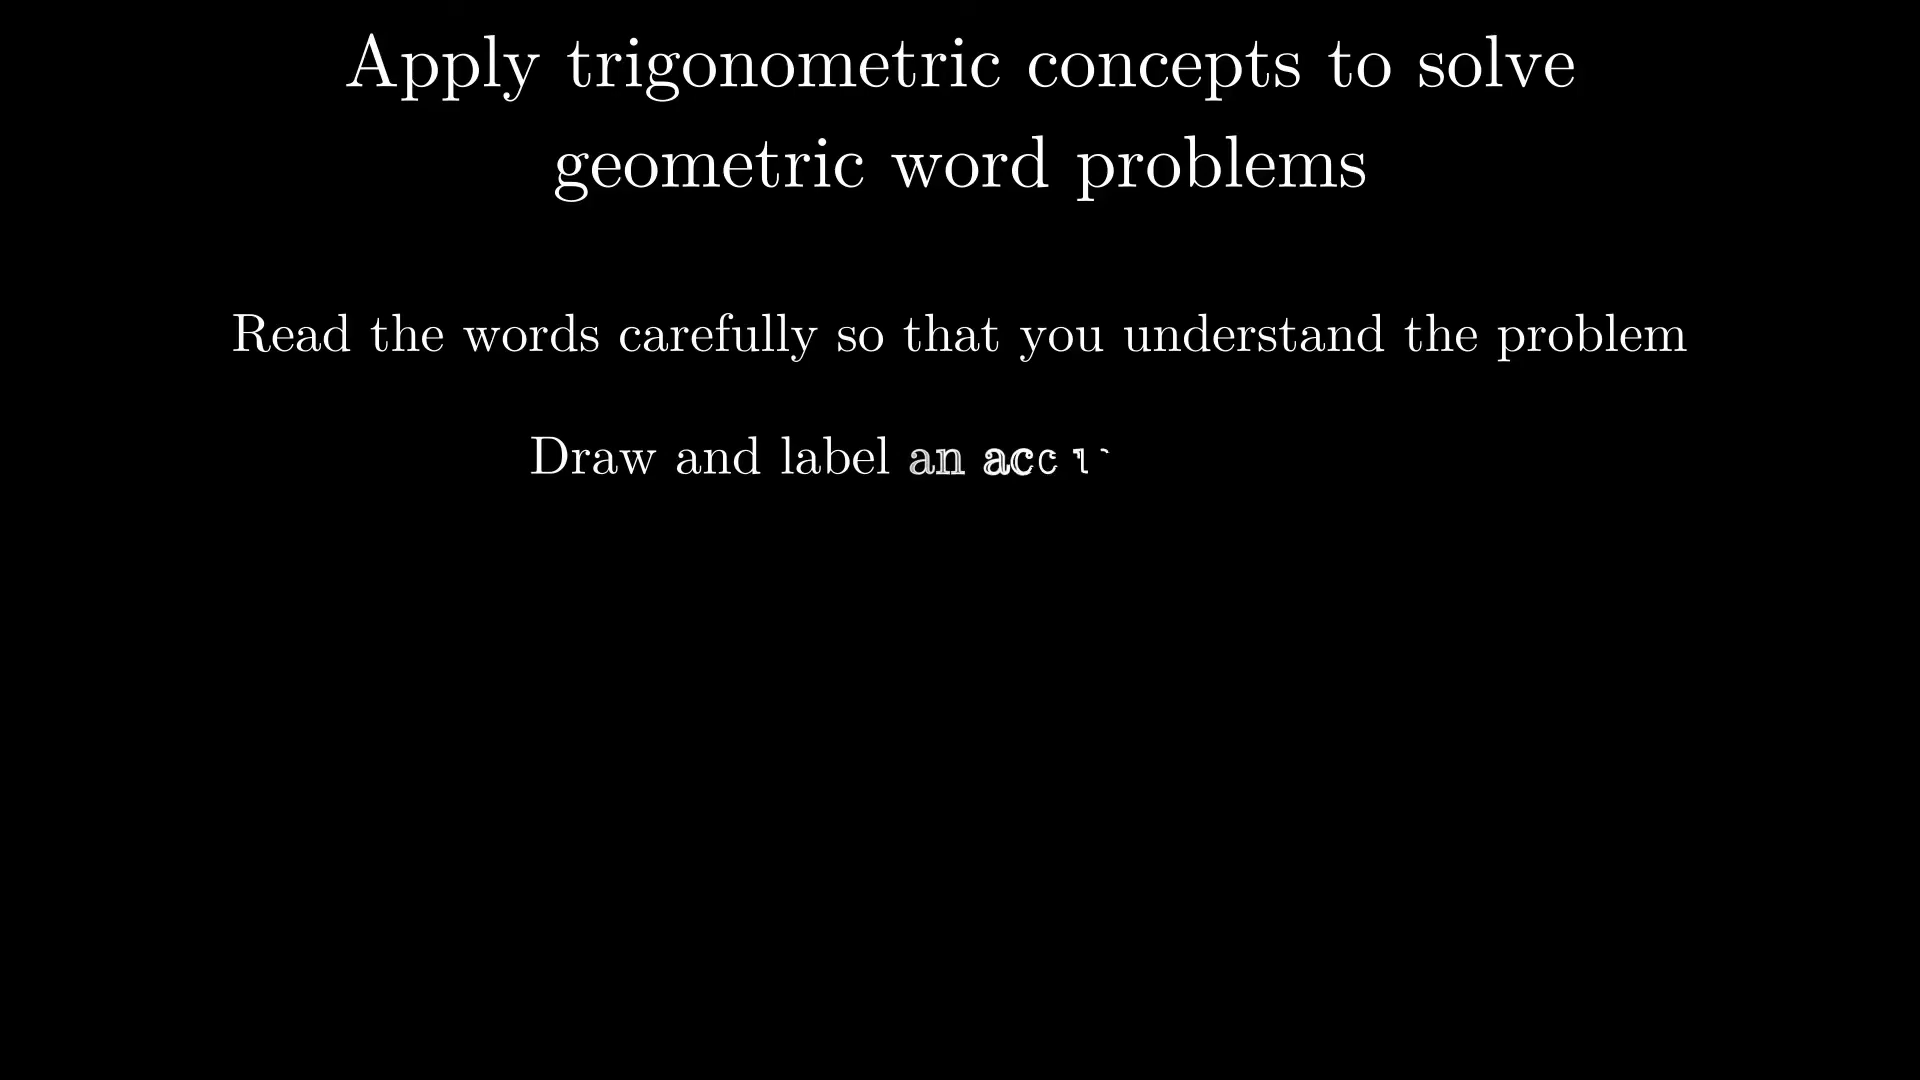 Apply trigonometric concepts to solve
geometric word problems
Read the words carefully so that you understand the problem
Draw and label an